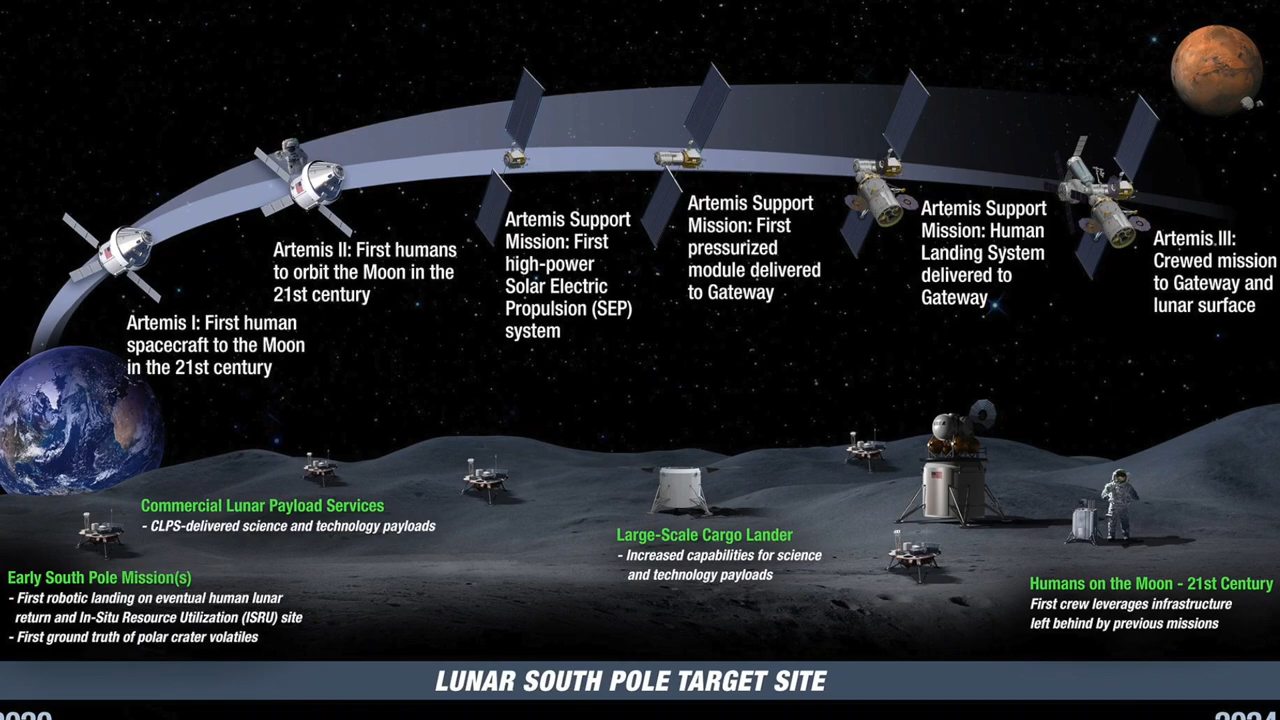 Artemis I: First human
spacecraft to the Moon
in the 21st century
Artemis II: First humans
to orbit the Moon in the
21st century
Artemis Support
Mission: First
high-power
Solar Electric
Propulsion (SEP)
system
Artemis Support
Mission: First
pressurized
module delivered
to Gateway
Artemis Support
Mission: Human
Landing System
delivered to
Gateway
Artemis III:
Crewed mission
to Gateway and
lunar surface
Early South Pole Mission(s)
- First robotic landing on eventual human lunar
return and In-Situ Resource Utilization (ISRU) site
- First ground truth of polar crater volatiles
Commercial Lunar Payload Services
- CLPS-delivered science and technology payloads
Large-Scale Cargo Lander
- Increased capabilities for science
and technology payloads
Humans on the Moon - 21st Century
First crew leverages infrastructure
left behind by previous missions
LUNAR SOUTH POLE TARGET SITE